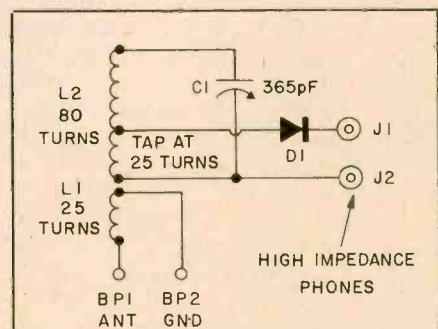 C1
365pF
L2
80
TURNS
TAP AT
25 TURNS
D1
J1
J2
L1
25
TURNS
HIGH IMPEDANCE
PHONES
BP1
ANT
BP2
GND